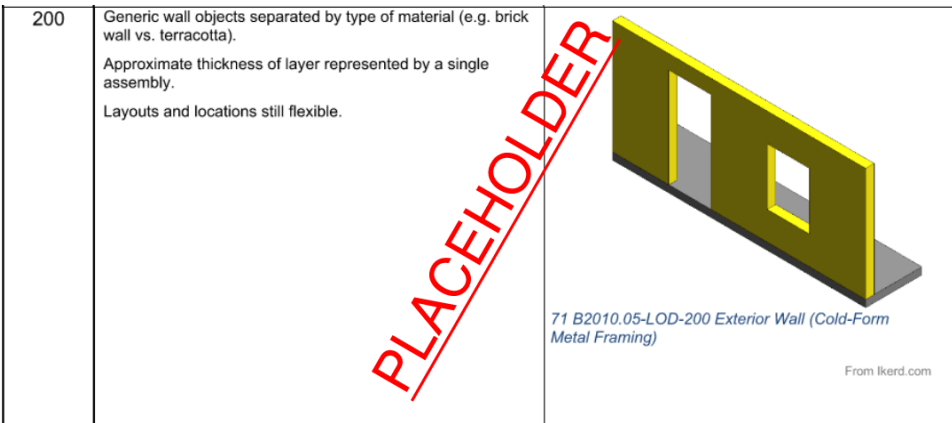 200
Generic wall objects separated by type of material (e.g. brick
wall vs. terracotta).
Approximate thickness of layer represented by a single
assembly.
Layouts and locations still flexible.
PLACEHOLDER
71 B2010.05-LOD-200 Exterior Wall (Cold-Form
Metal Framing)
From Ikerd.com